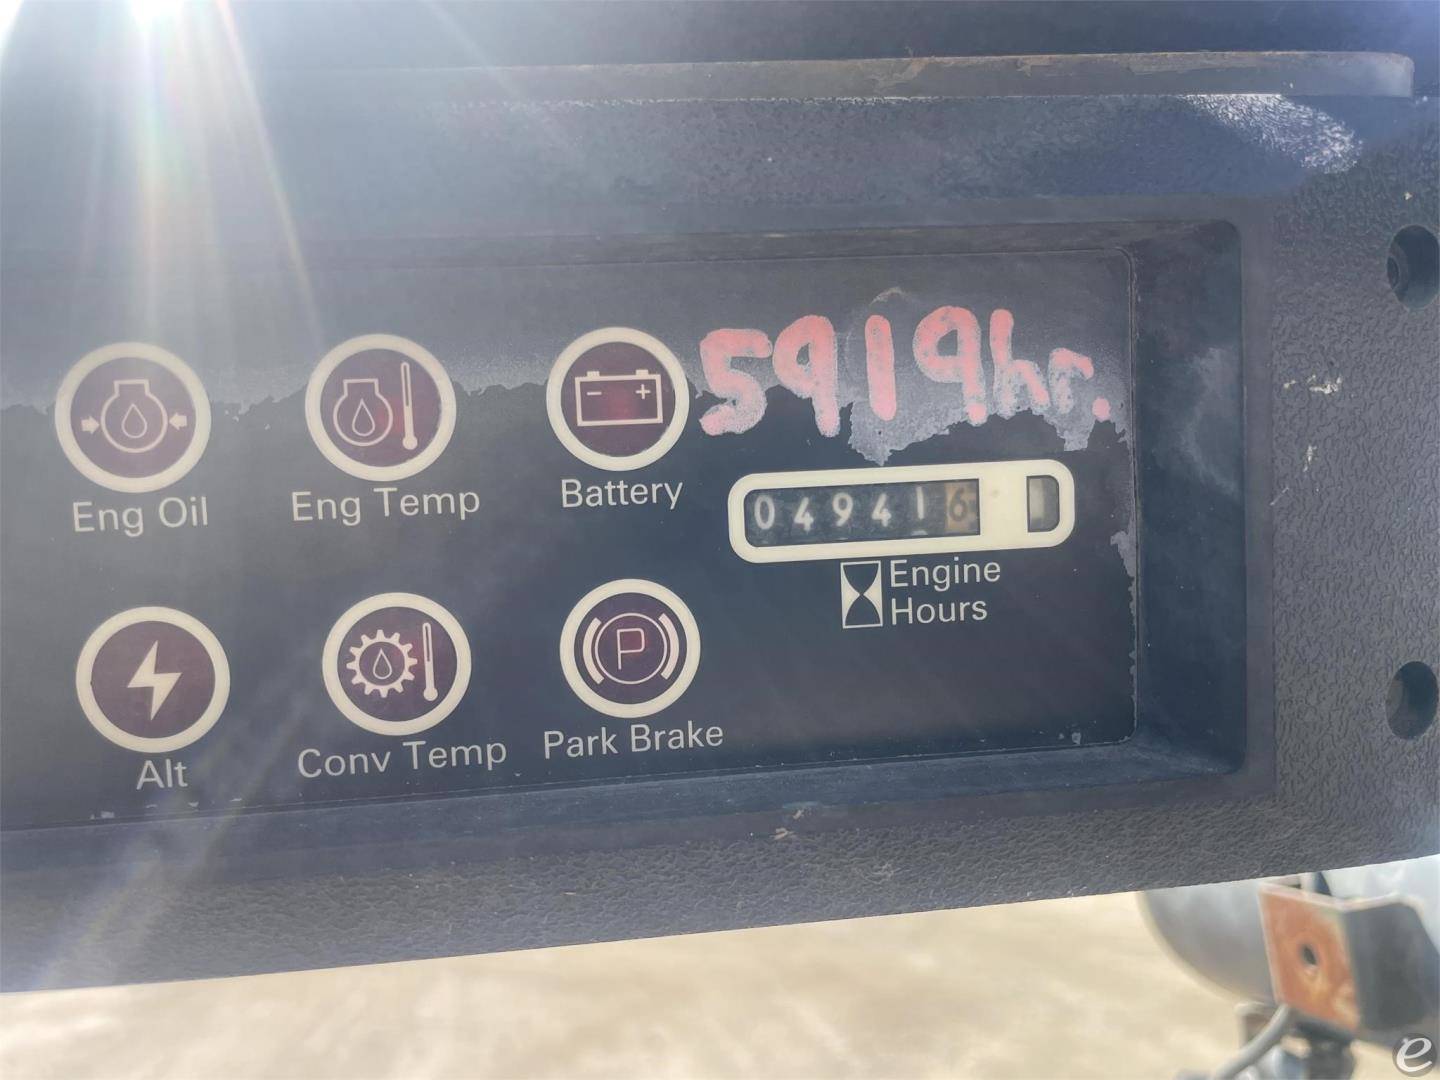 5919hr.
Eng Oil
Eng Temp
Battery
049416
Engine
Hours
P
Alt
Conv Temp
Park Brake
e